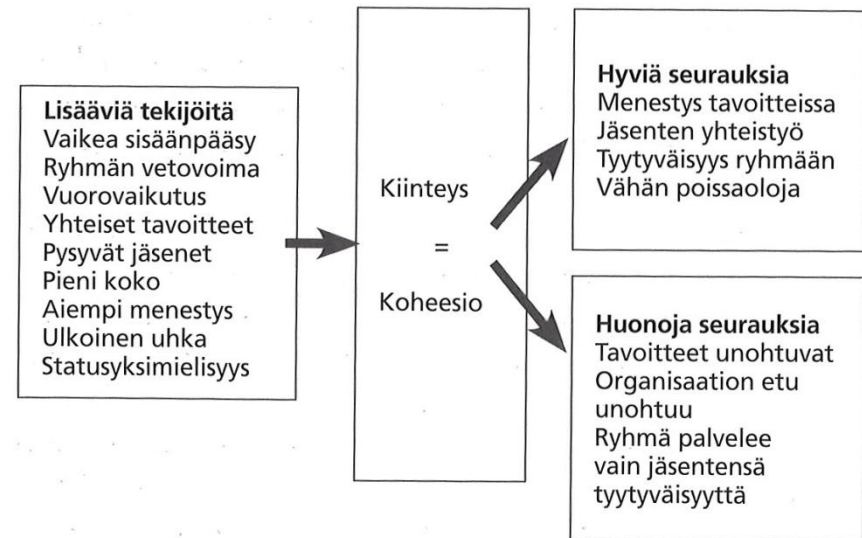 Lisääviä tekijöitä
Vaikea sisäänpääsy
Ryhmän vetovoima
Vuorovaikutus
Yhteiset tavoitteet
Pysyvät jäsenet
Pieni koko
Aiempi menestys
Ulkoinen uhka
Statusyksimielisyys
Kiinteys
=
Koheesio
Hyviä seurauksia
Menestys tavoitteissa
Jäsenten yhteistyö
Tyytyväisyys ryhmään
Vähän poissaoloja
Huonoja seurauksia
Tavoitteet unohtuvat
Organisaation etu
unohtuu
Ryhmä palvelee
vain jäsentensä
tyytyväisyyttä